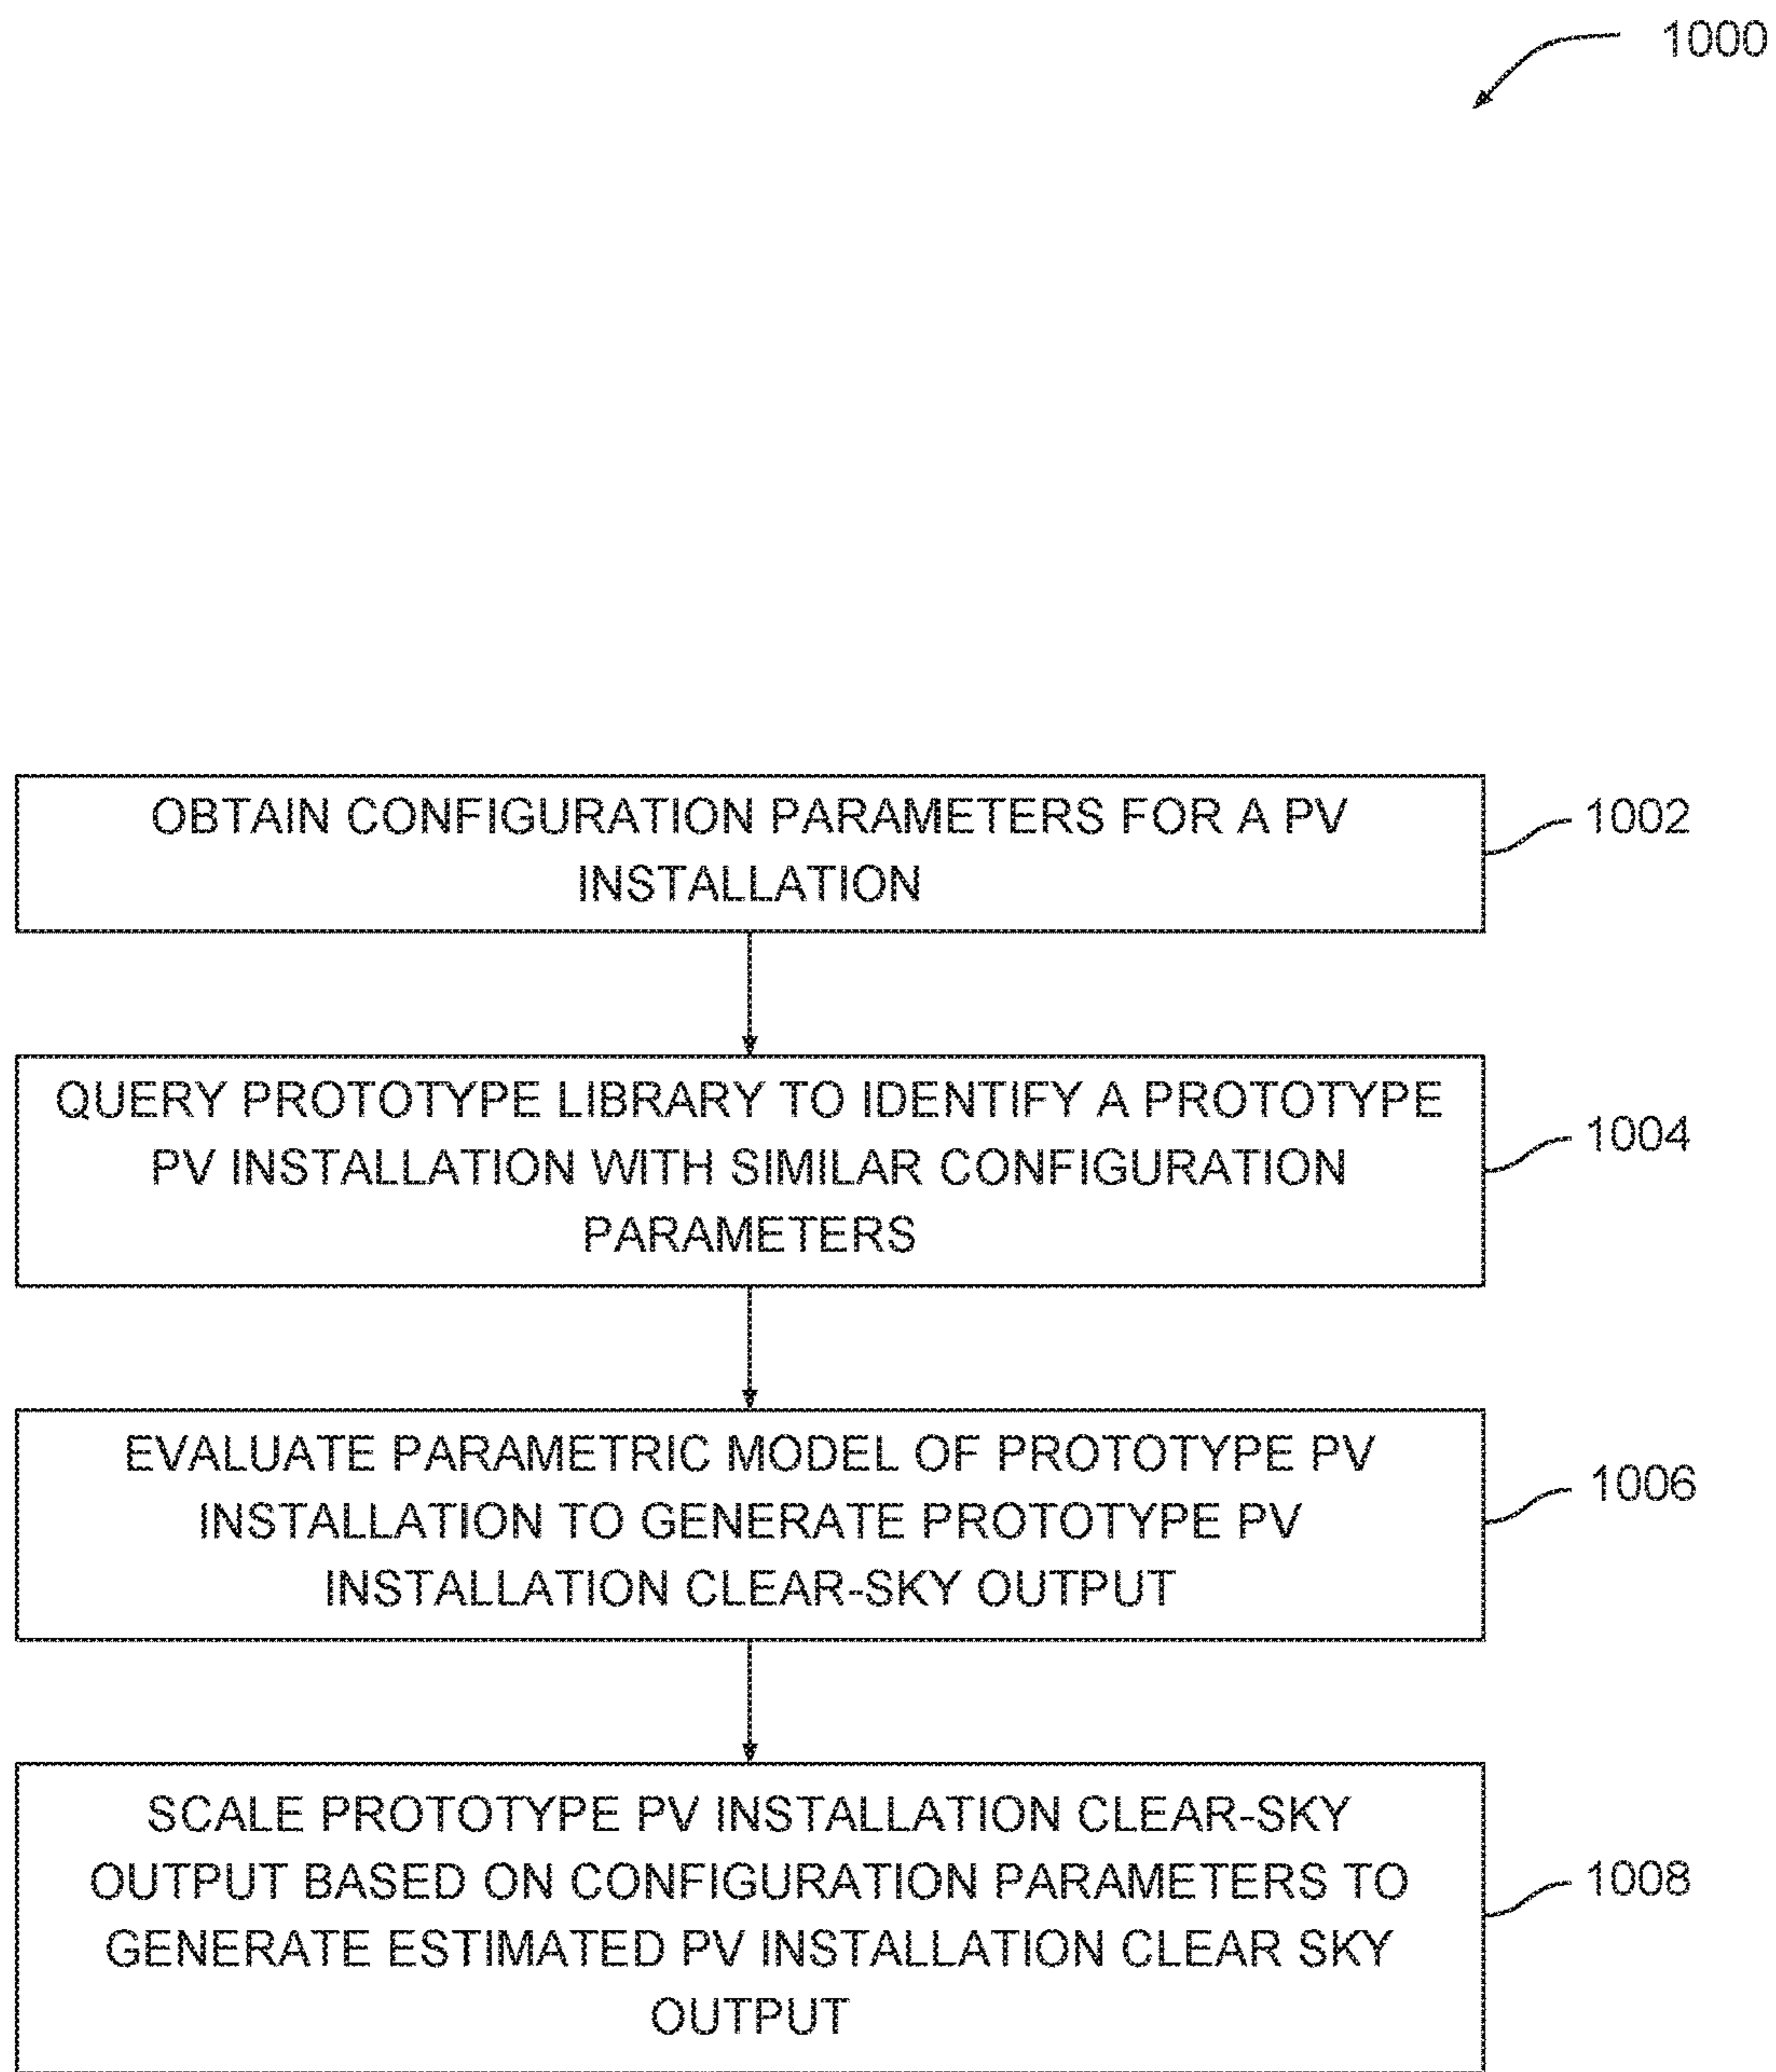 1000
OBTAIN CONFIGURATION PARAMETERS FOR A PV
INSTALLATION
1002
QUERY PROTOTYPE LIBRARY TO IDENTIFY A PROTOTYPE
PV INSTALLATION WITH SIMILAR CONFIGURATION
PARAMETERS
1004
EVALUATE PARAMETRIC MODEL OF PROTOTYPE PV
INSTALLATION TO GENERATE PROTOTYPE PV
INSTALLATION CLEAR-SKY OUTPUT
1006
SCALE PROTOTYPE PV INSTALLATION CLEAR-SKY
OUTPUT BASED ON CONFIGURATION PARAMETERS TO
GENERATE ESTIMATED PV INSTALLATION CLEAR SKY
OUTPUT
1008